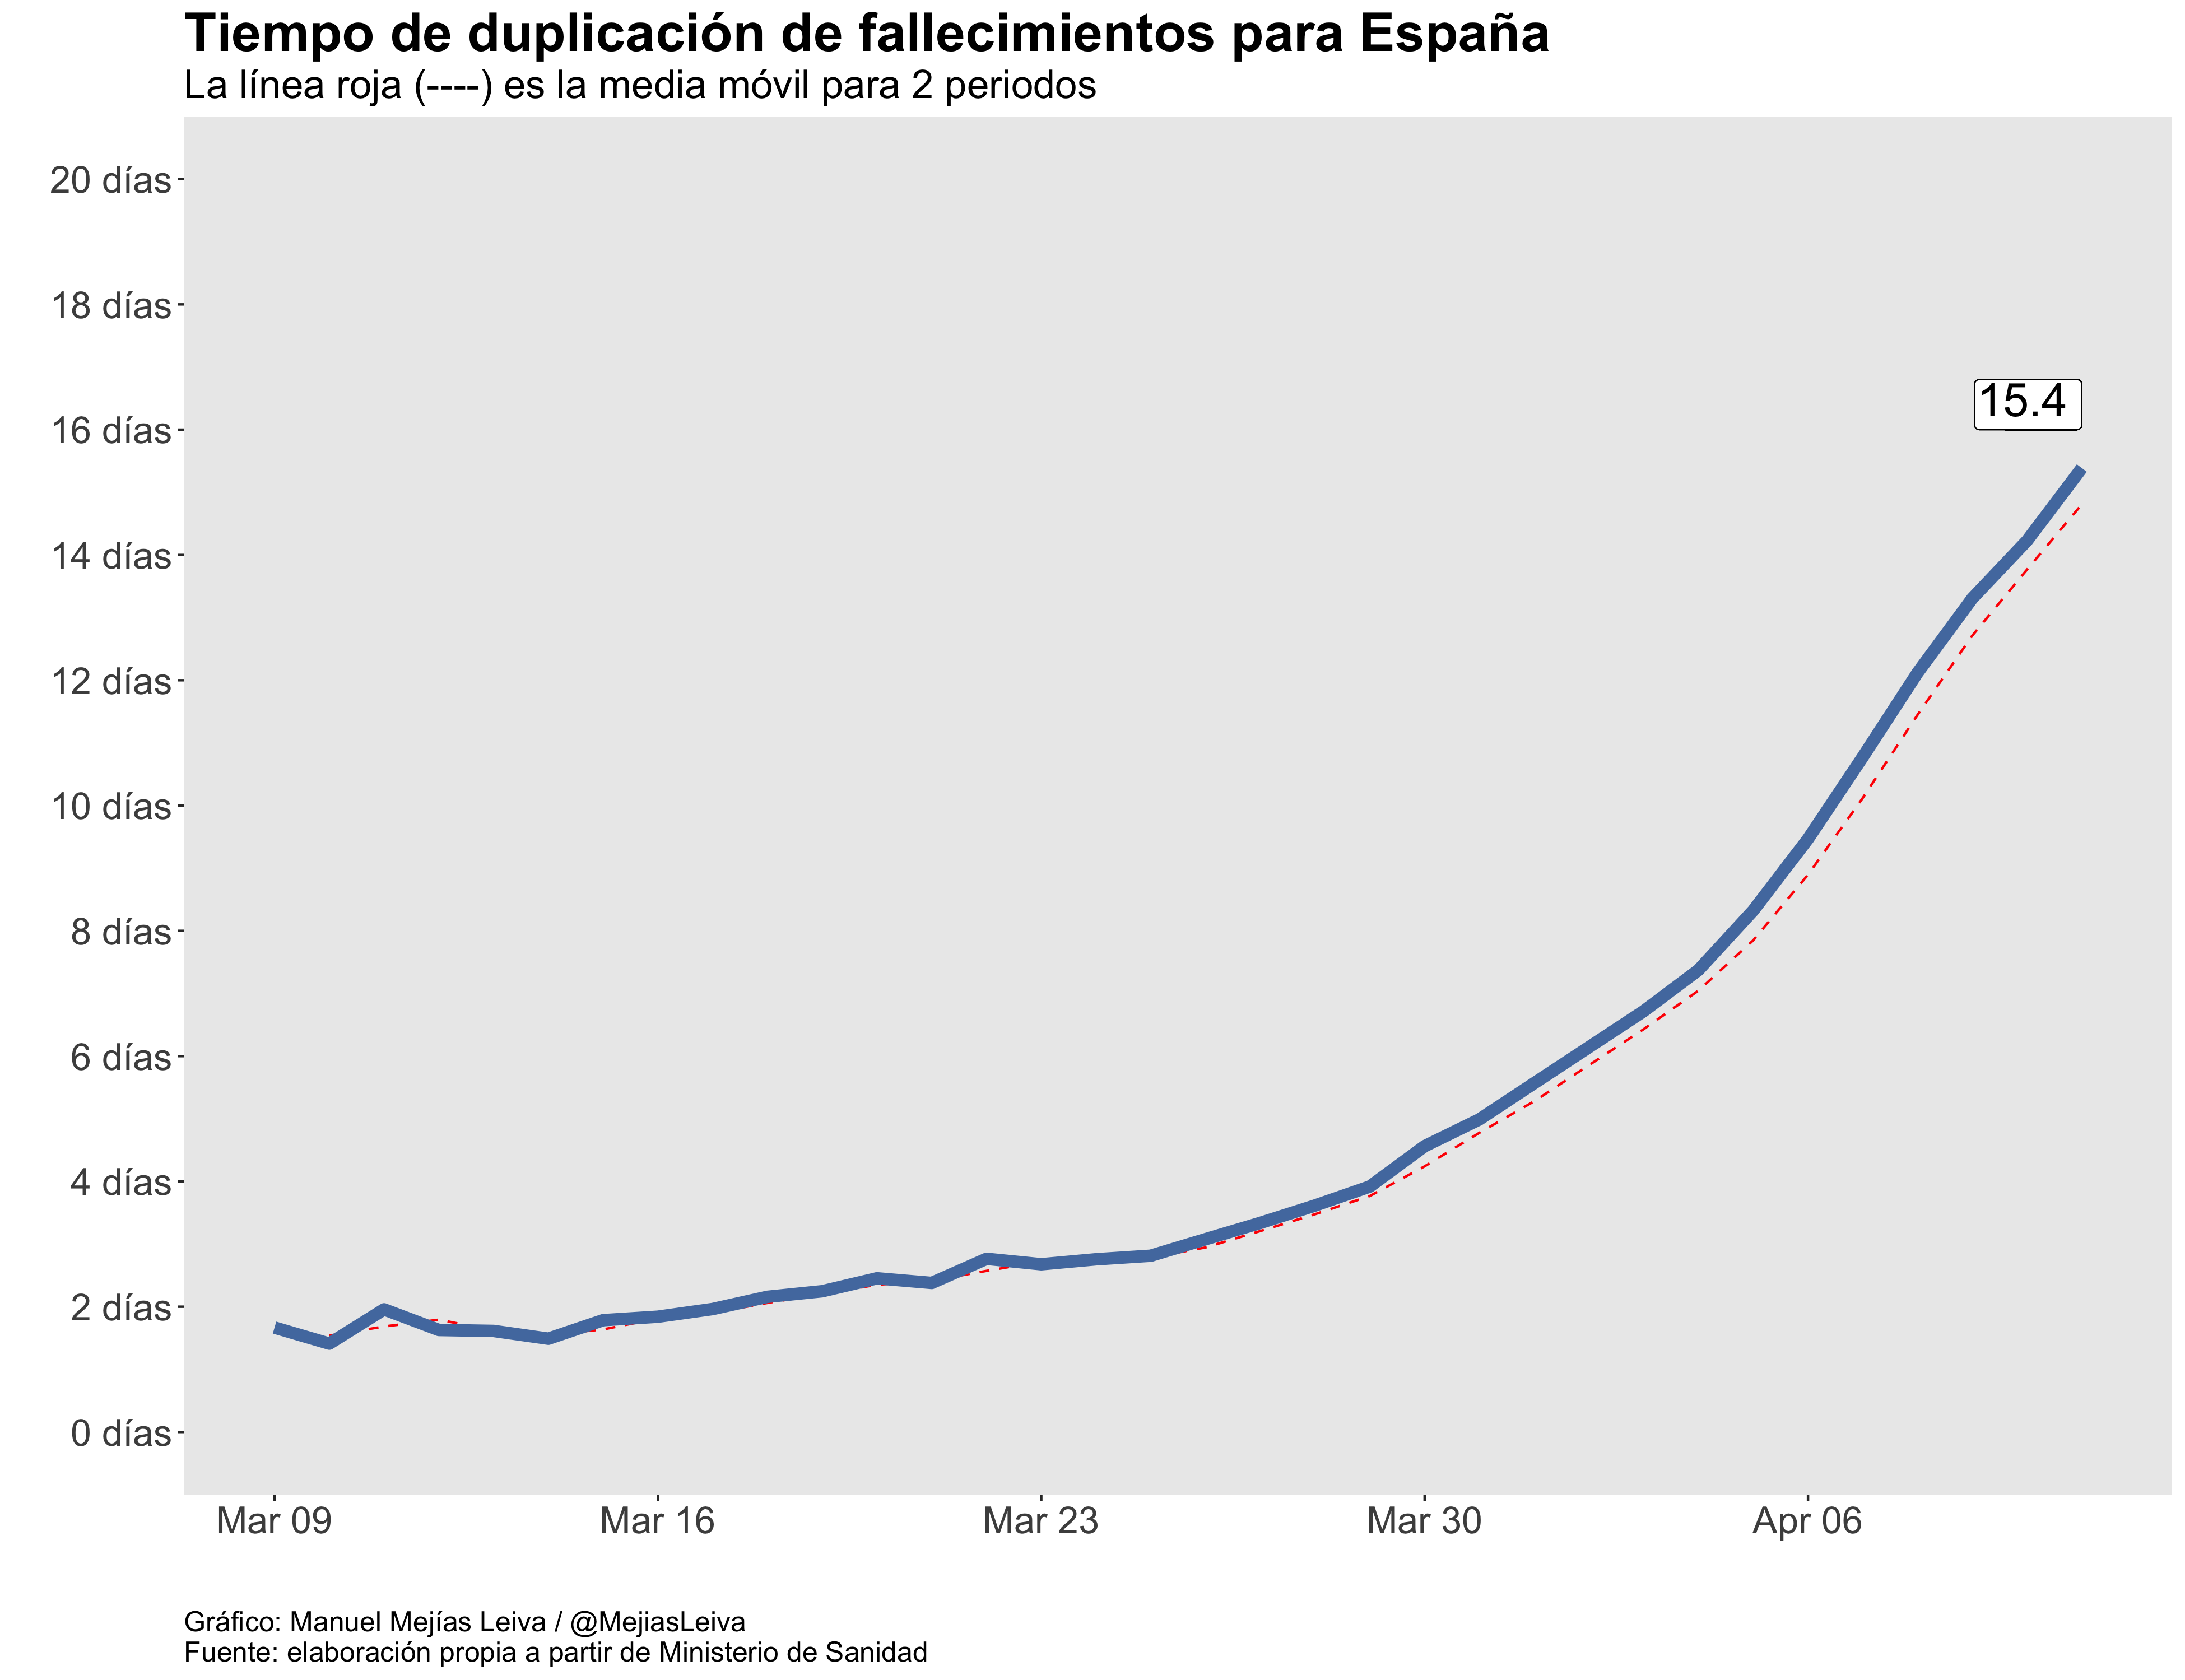 Tiempo de duplicación de fallecimientos para España
La línea roja (----) es la media móvil para 2 periodos
20 días
18 días
16 días
14 días
12 días
10 días
8 días
6 días
4 días
2 días
0 días
15.4
Mar 09 Mar 16 Mar 23 Mar 30 Apr 06
Gráfico: Manuel Mejías Leiva / @MejiasLeiva
Fuente: elaboración propia a partir de Ministerio de Sanidad